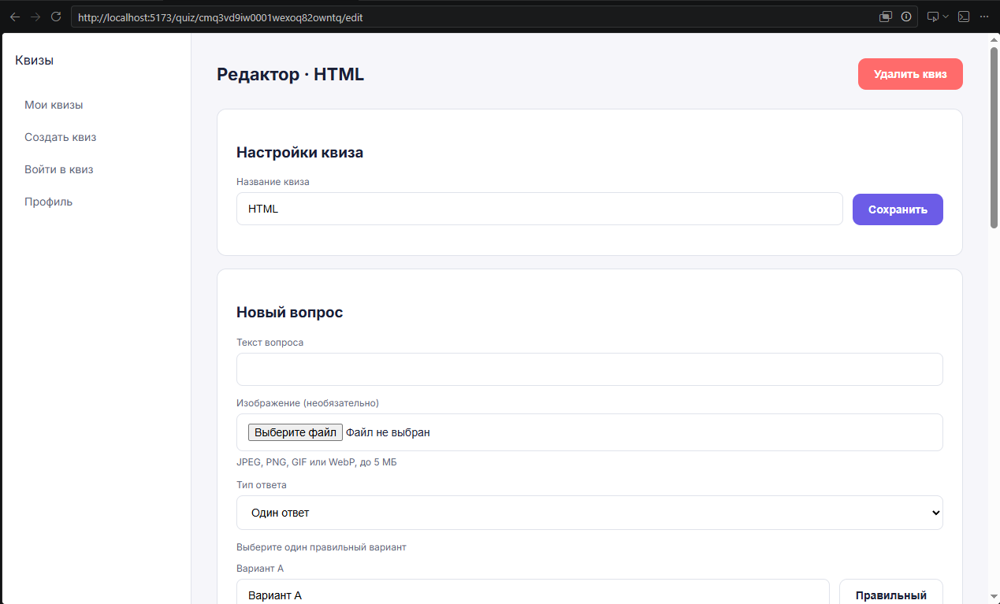 http://localhost:5173/quiz/cmq3vd9iw0001wexoq82owntq/edit
Квизы
Мои квизы
Создать квиз
Войти в квиз
Профиль
Редактор · HTML
Удалить квиз
Настройки квиза
Название квиза
HTML
Сохранить
Новый вопрос
Текст вопроса
Изображение (необязательно)
Выберите файл Файл не выбран
JPEG, PNG, GIF или WebP, до 5 МБ
Тип ответа
Один ответ
Выберите один правильный вариант
Вариант A
Вариант A
Правильный